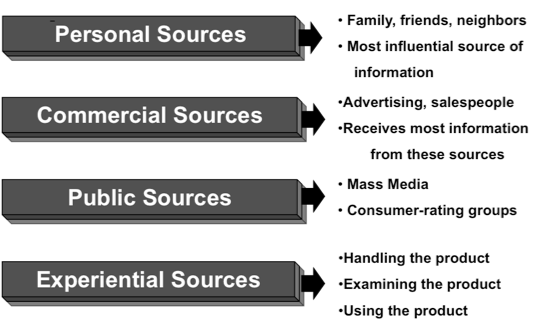 Personal Sources
• Family, friends, neighbors
• Most influential source of
information
Commercial Sources
•Advertising, salespeople
•Receives most information
from these sources
Public Sources
• Mass Media
• Consumer-rating groups
Experiential Sources
•Handling the product
•Examining the product
•Using the product